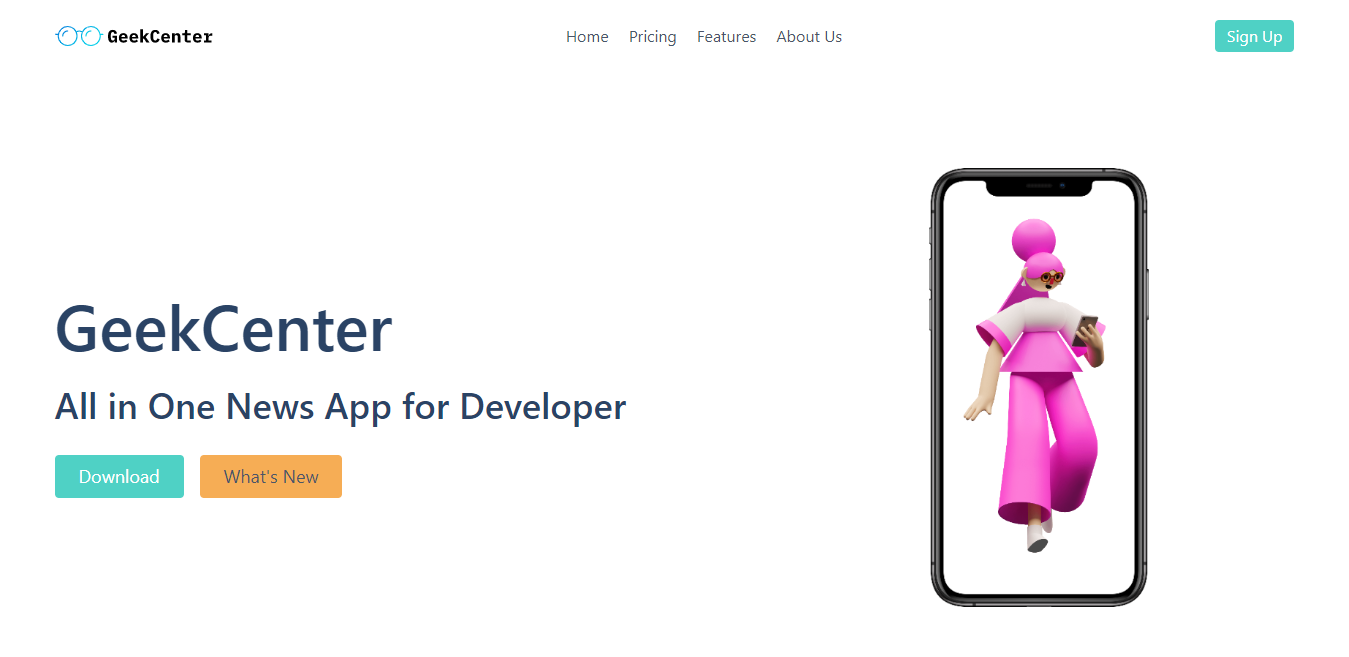 GeekCenter
Home Pricing Features About Us
Sign Up
GeekCenter
All in One News App for Developer
Download What's New